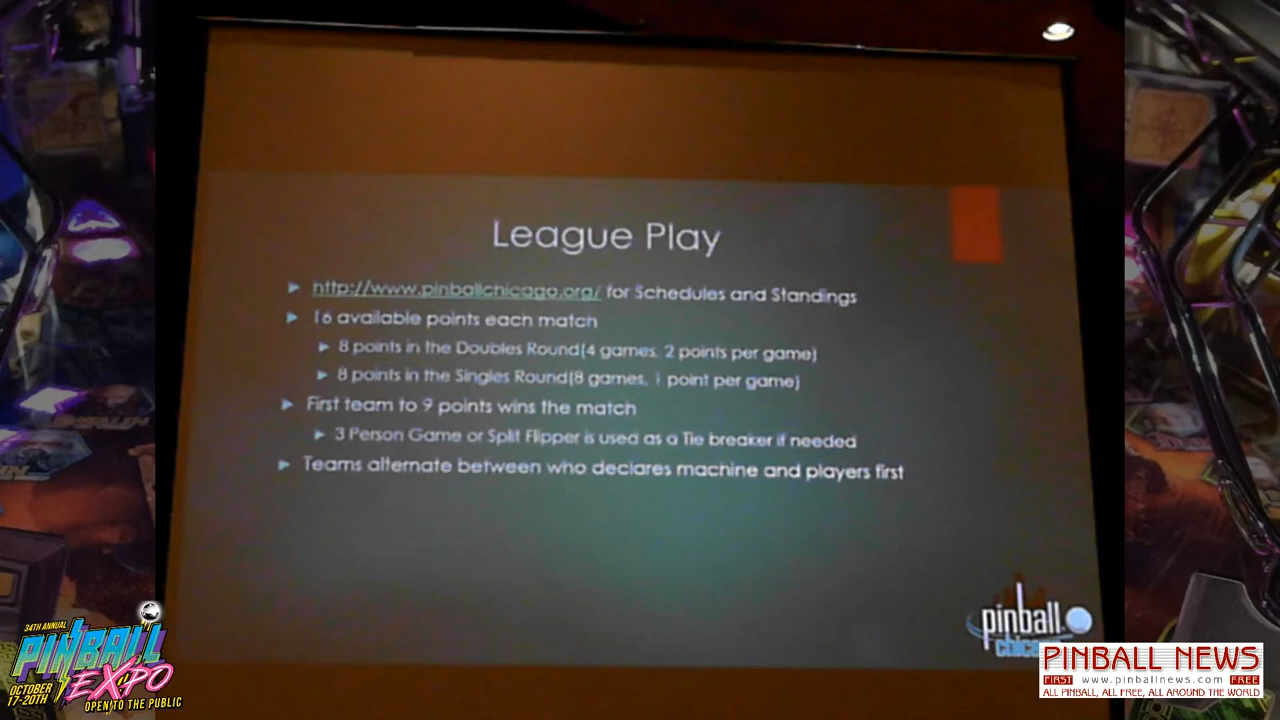 League Play
http://www.pinballchicago.org/ for Schedules and Standings
16 available points each match
8 points in the Doubles Round(4 games, 2 points per game)
8 points in the Singles Round(8 games, 1 point per game)
First team to 9 points wins the match
3 Person Game or Split Flipper is used as a Tie breaker if needed
Teams alternate between who declares machine and players first
pinball
34TH ANNUAL
PINBALL
EXPO
OCTOBER
17-20TH
OPEN TO THE PUBLIC
PINBALL NEWS
FIRST www.pinballnews.com FREE
ALL PINBALL, ALL FREE, ALL AROUND THE WORLD